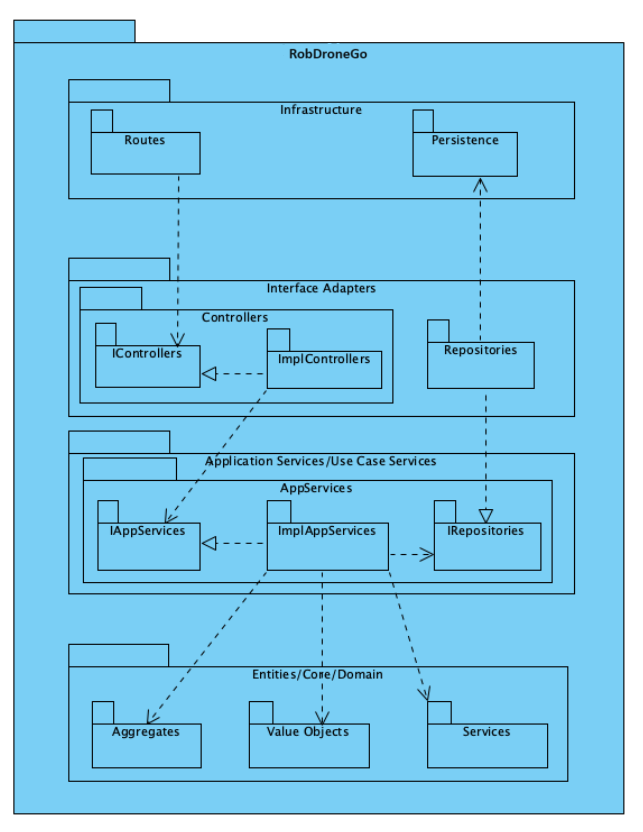 RobDroneGo
Infrastructure
Routes
Persistence
Interface Adapters
Controllers
IControllers
ImplControllers
Repositories
Application Services/Use Case Services
AppServices
IAppServices
ImplAppServices
IRepositories
Entities/Core/Domain
Aggregates
Value Objects
Services